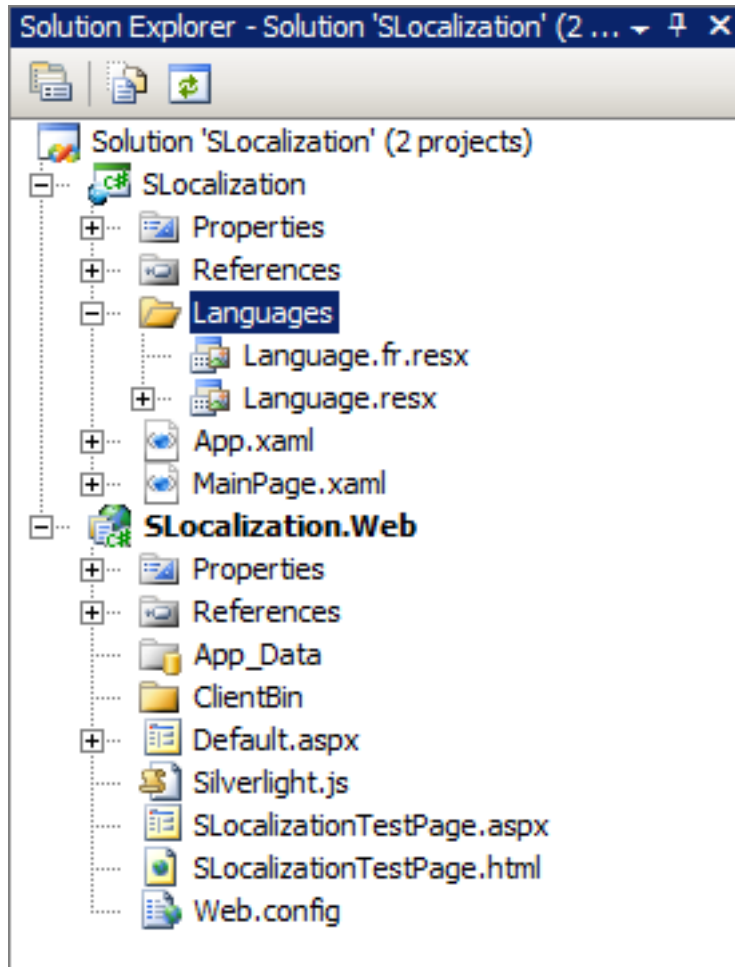 Solution Explorer - Solution 'SLocalization' (2 ...
Solution 'SLocalization' (2 projects)
SLocalization
Properties
References
Languages
Language.fr.resx
Language.resx
App.xaml
MainPage.xaml
SLocalization.Web
Properties
References
App_Data
ClientBin
Default.aspx
Silverlight.js
SLocalizationTestPage.aspx
SLocalizationTestPage.html
Web.config